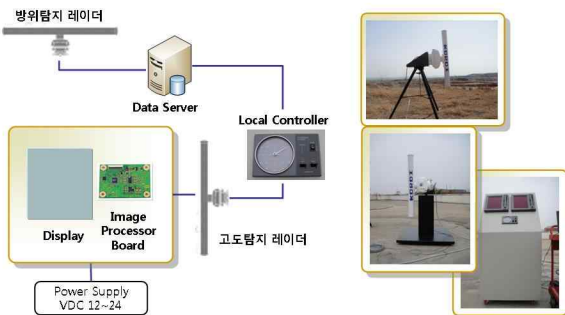 방위탐지 레이더
Data Server
Local Controller
Display
Image
Processor
Board
고도탐지 레이더
Power Supply
VDC 12~24